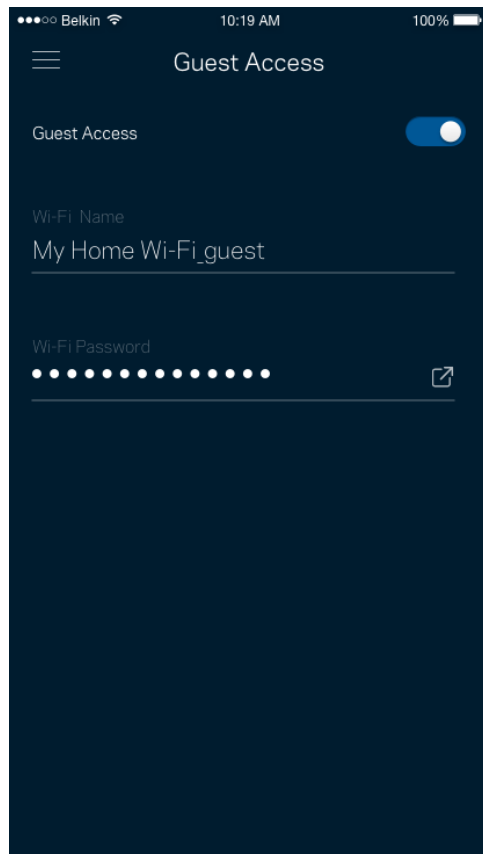 Belkin 10:19 AM 100%
Guest Access
Guest Access
Wi-Fi Name
My Home Wi-Fi_guest
Wi-Fi Password
●●●●●●●●●●●●●●